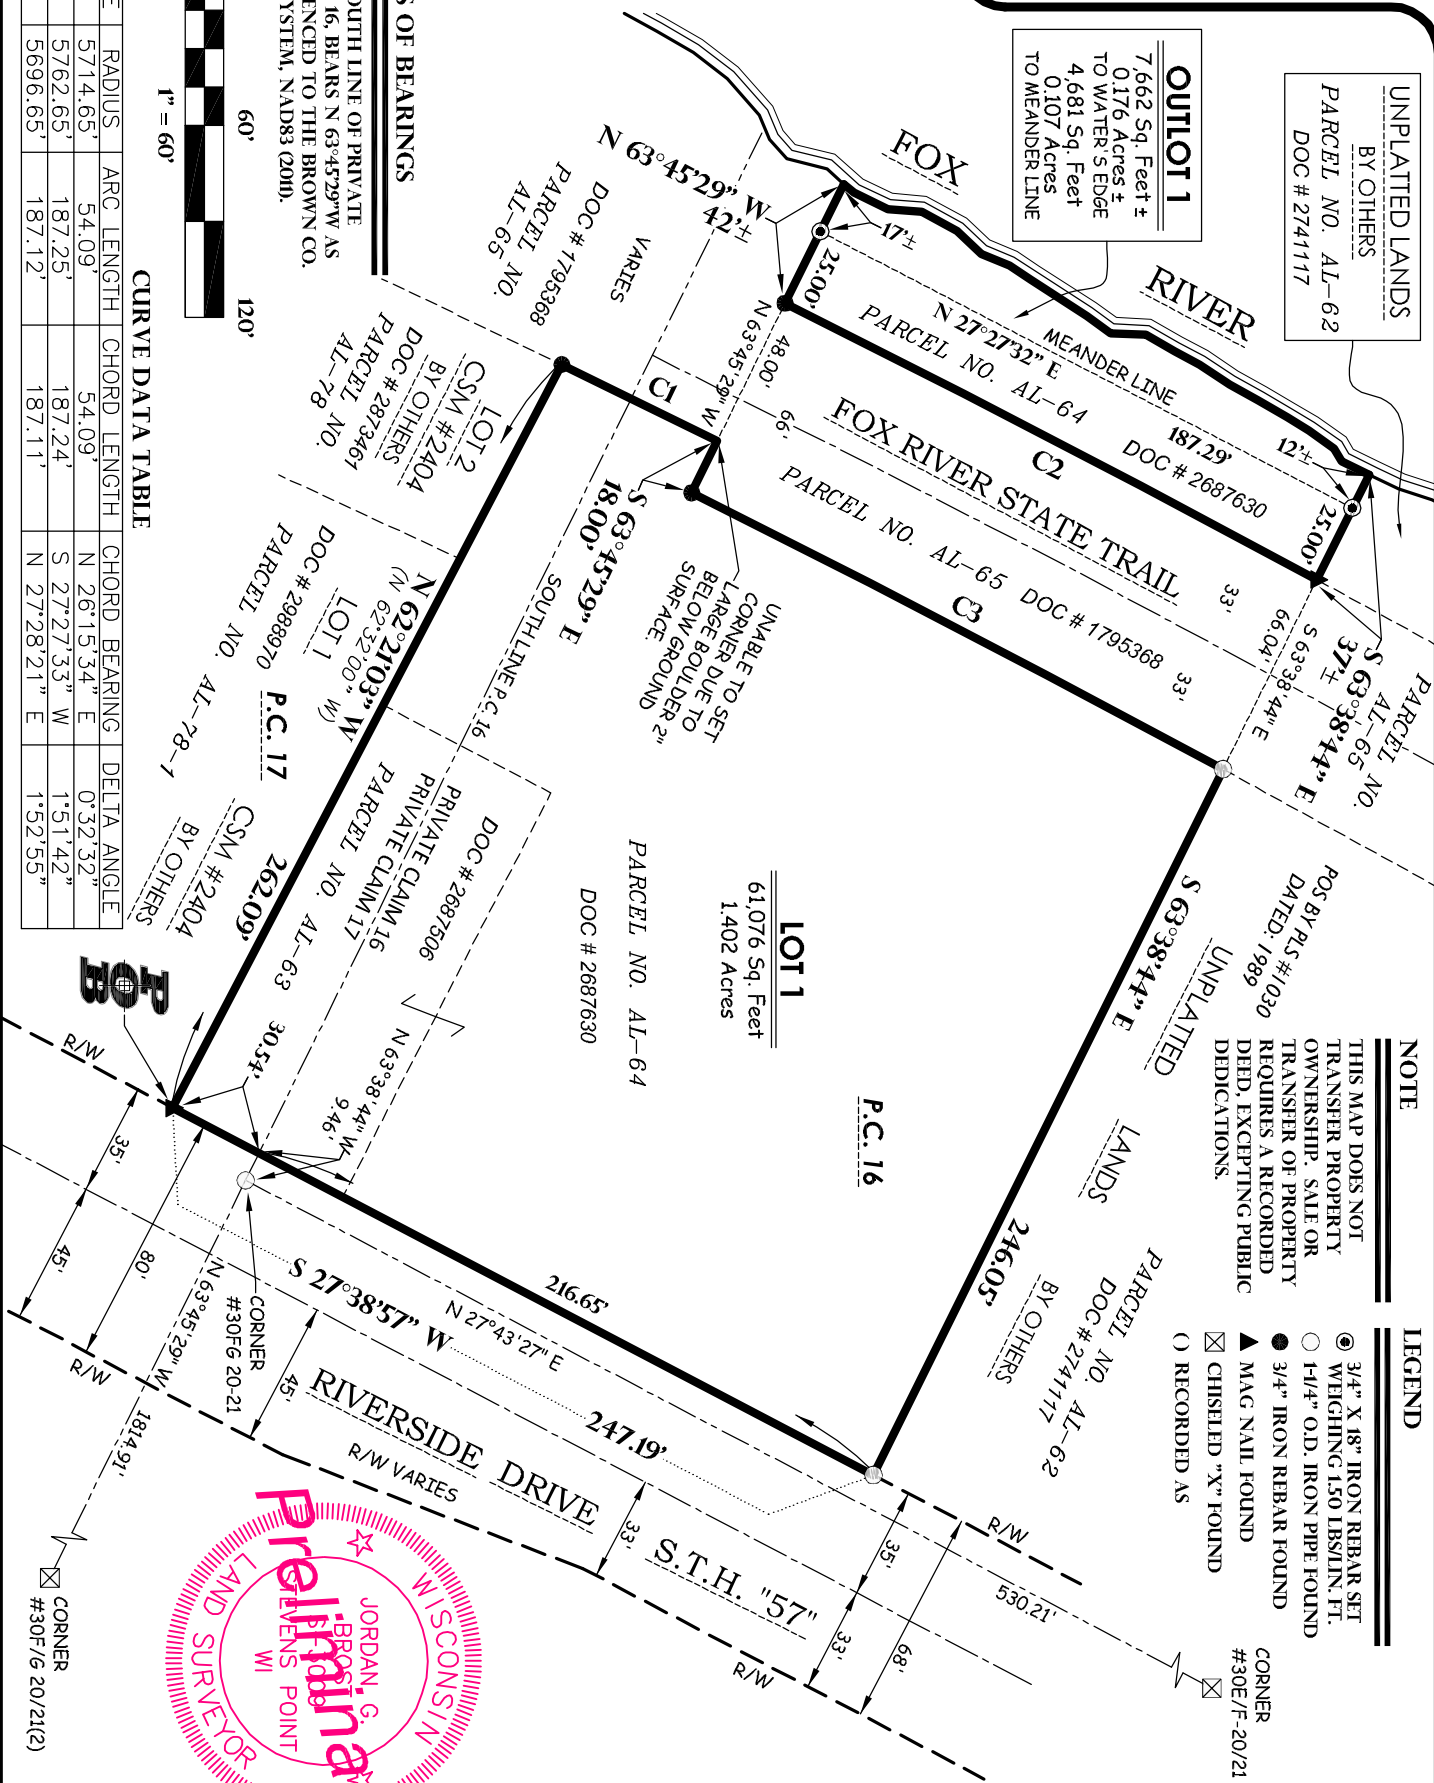 UNPLATTED LANDS
BY OTHERS
PARCEL NO. AL-62
DOC # 2741117
OUTLOT 1
7,662 Sq. Feet ±
0.176 Acres ±
TO WATER'S EDGE
4,681 Sq. Feet
0.107 Acres
TO MEANDER LINE
FOX
RIVER
N 63°45'29" W
42'±
17'±
25.00'
N 27°27'32" E
MEANDER LINE
187.29'
12'±
25.00'
PARCEL NO. AL-64
DOC # 2687630
C2
S 63°38'44" E
37'±
PARCEL NO.
AL-65
N 63°45'29" W
48.00'
66'
FOX RIVER STATE TRAIL
33'
66.04'
S 63°38'44" E
PARCEL NO. AL-65
DOC # 1795368
33'
C3
C1
VARIES
DOC # 1795368
PARCEL NO.
AL-65
S 63°45'29" E
18.00'
UNABLE TO SET
CORNER DUE TO
LARGE BOULDER 2"
BELOW GROUND
SURFACE.
SOUTH LINE P.C. 16
LOT 2
CSM #2404
BY OTHERS
DOC # 2873461
PARCEL NO.
AL-78
N 62°21'03" W
(N 62°32'00" W)
262.09'
LOT 1
DOC # 2988970
PARCEL NO. AL-78-1
P.C. 17
CSM #2404
BY OTHERS
DOC # 2687506
PRIVATE CLAIM 16
PRIVATE CLAIM 17
PARCEL NO. AL-63
LOT 1
61,076 Sq. Feet
1.402 Acres
PARCEL NO. AL-64
DOC # 2687630
P.C. 16
S 63°38'44" E
246.05'
POS BY PLS #1030
DATED: 1989
UNPLATTED LANDS
PARCEL NO. AL-62
DOC # 2741117
BY OTHERS
N 63°38'44" W
9.46'
30.54'
POB
R/W
35'
45'
80'
R/W
S 27°38'57" W
247.19'
216.65'
N 27°43'27" E
CORNER
#30FG 20-21
N 63°45'29" W
1814.91'
45'
RIVERSIDE DRIVE
R/W VARIES
33'
S.T.H. "57"
R/W
35'
33'
68'
R/W
530.21'
CORNER
#30E/F-20/21
CORNER
#30F/G 20/21(2)
NOTE
THIS MAP DOES NOT
TRANSFER PROPERTY
OWNERSHIP. SALE OR
TRANSFER OF PROPERTY
REQUIRES A RECORDED
DEED, EXCEPTING PUBLIC
DEDICATIONS.
LEGEND
3/4" X 18" IRON REBAR SET
WEIGHING 1.50 LBS/LIN. FT.
1-1/4" O.D. IRON PIPE FOUND
3/4" IRON REBAR FOUND
MAG NAIL FOUND
CHISELED "X" FOUND
( ) RECORDED AS
S OF BEARINGS
OUTH LINE OF PRIVATE
16, BEARS N 63°45'29"W AS
ENCED TO THE BROWN CO.
YSTEM, NAD83 (2011).
60'
120'
1" = 60'
CURVE DATA TABLE
E RADIUS ARC LENGTH CHORD LENGTH CHORD BEARING DELTA ANGLE
5714.65' 54.09' 54.09' N 26°15'34" E 0°32'32"
5762.65' 187.25' 187.24' S 27°27'33" W 1°51'42"
5696.65' 187.12' 187.11' N 27°28'21" E 1°52'55"
WISCONSIN
JORDAN G.
BROST
STEVENS POINT
WI
LAND SURVEYOR
Prelimina